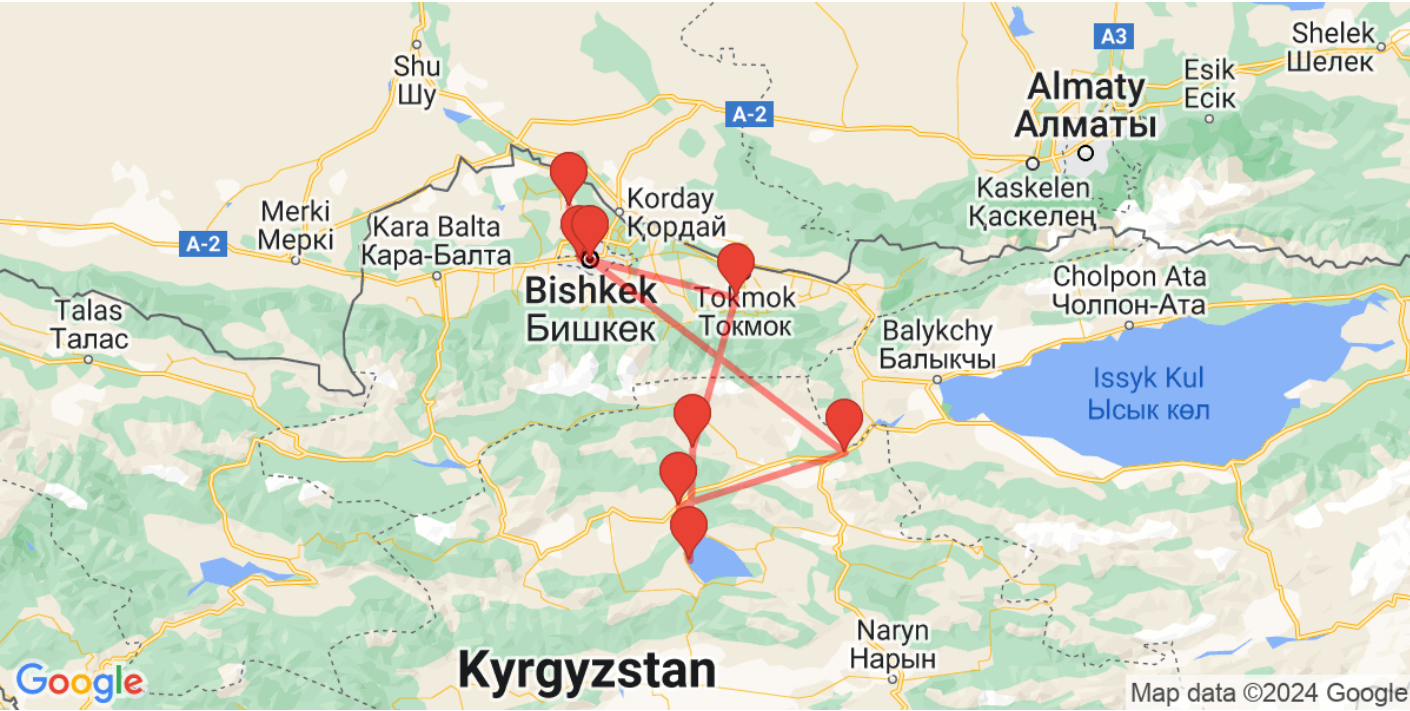 Shelek
Шелек
A3
Shu
Шу
Esik
Есік
Almaty
Алматы
A-2
Kaskelen
Қаскелең
Merki
Меркі
Korday
Қордай
Kara Balta
Кара-Балта
A-2
Bishkek
Бишкек
Tokmok
Токмок
Cholpon Ata
Чолпон-Ата
Talas
Талас
Balykchy
Балыкчы
Issyk Kul
Ысык көл
Naryn
Нарын
Kyrgyzstan
Google
Map data ©2024 Google